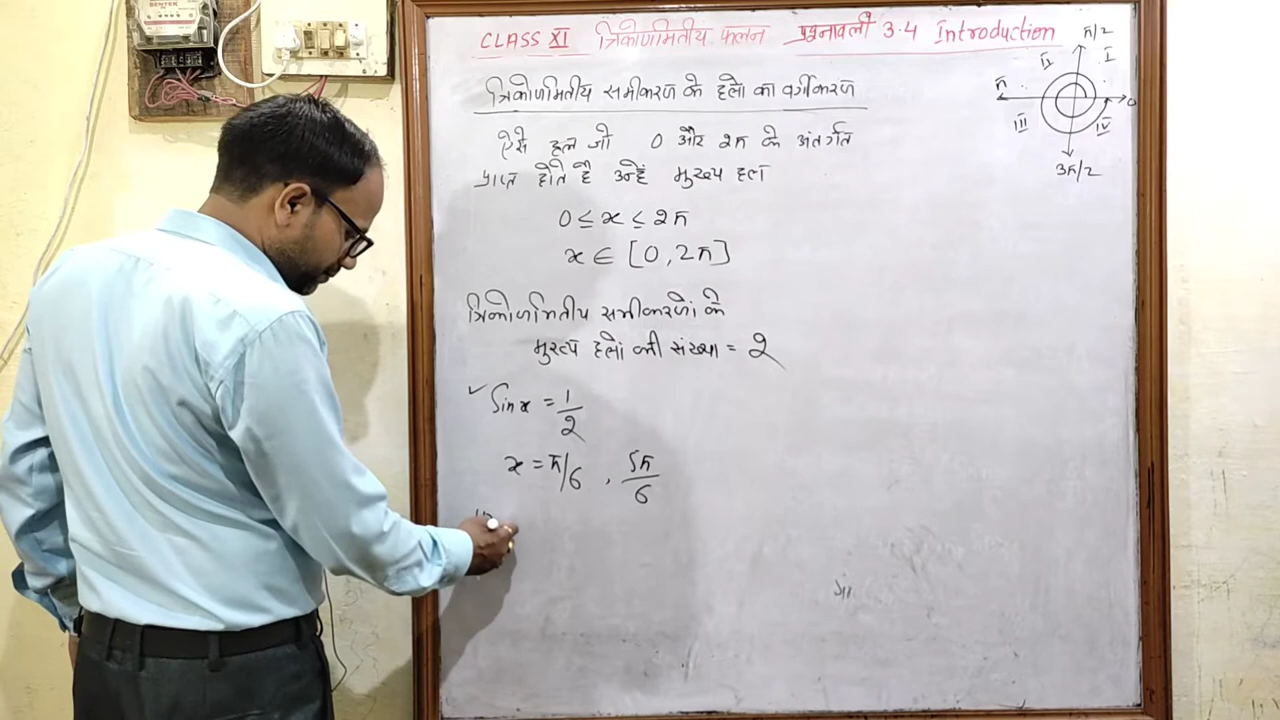 BENTEK
CLASS XI त्रिकोणमितीय फलन प्रश्नावली 3.4 Introduction
त्रिकोणमितीय समीकरण के हलो का वर्गीकरण
ऐसे हल जो 0 और 2π के अंतर्गत
प्राप्त होते है उन्हें मुख्य हल
0 ≤ x ≤ 2π
x ∈ [0, 2π]
त्रिकोणमितीय समीकरणों के
मुख्य हलों की संख्या = 2
✓ Sin x = 1/2
x = π/6 , 5π/6
π/2
II I
π 0
III IV
3π/2